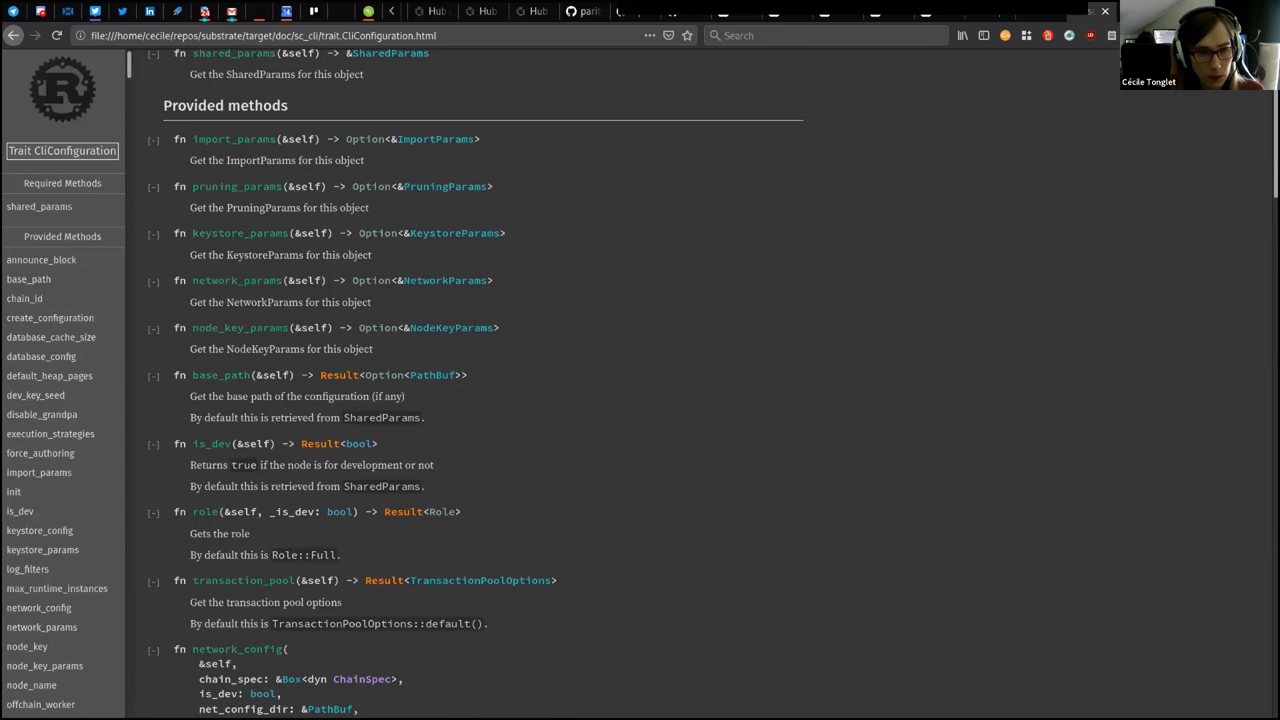 Hub
Hub
Hub
parit
file:///home/cecile/repos/substrate/target/doc/sc_cli/trait.CliConfiguration.html
Search
Cécile Tonglet
Trait CliConfiguration
Required Methods
shared_params
Provided Methods
announce_block
base_path
chain_id
create_configuration
database_cache_size
database_config
default_heap_pages
dev_key_seed
disable_grandpa
execution_strategies
force_authoring
import_params
init
is_dev
keystore_config
keystore_params
log_filters
max_runtime_instances
network_config
network_params
node_key
node_key_params
node_name
offchain_worker
[-] fn shared_params(&self) -> &SharedParams
Get the SharedParams for this object
Provided methods
[-] fn import_params(&self) -> Option<&ImportParams>
Get the ImportParams for this object
[-] fn pruning_params(&self) -> Option<&PruningParams>
Get the PruningParams for this object
[-] fn keystore_params(&self) -> Option<&KeystoreParams>
Get the KeystoreParams for this object
[-] fn network_params(&self) -> Option<&NetworkParams>
Get the NetworkParams for this object
[-] fn node_key_params(&self) -> Option<&NodeKeyParams>
Get the NodeKeyParams for this object
[-] fn base_path(&self) -> Result<Option<PathBuf>>
Get the base path of the configuration (if any)
By default this is retrieved from SharedParams.
[-] fn is_dev(&self) -> Result<bool>
Returns true if the node is for development or not
By default this is retrieved from SharedParams.
[-] fn role(&self, _is_dev: bool) -> Result<Role>
Gets the role
By default this is Role::Full.
[-] fn transaction_pool(&self) -> Result<TransactionPoolOptions>
Get the transaction pool options
By default this is TransactionPoolOptions::default().
[-] fn network_config(
&self,
chain_spec: &Box<dyn ChainSpec>,
is_dev: bool,
net_config_dir: &PathBuf,